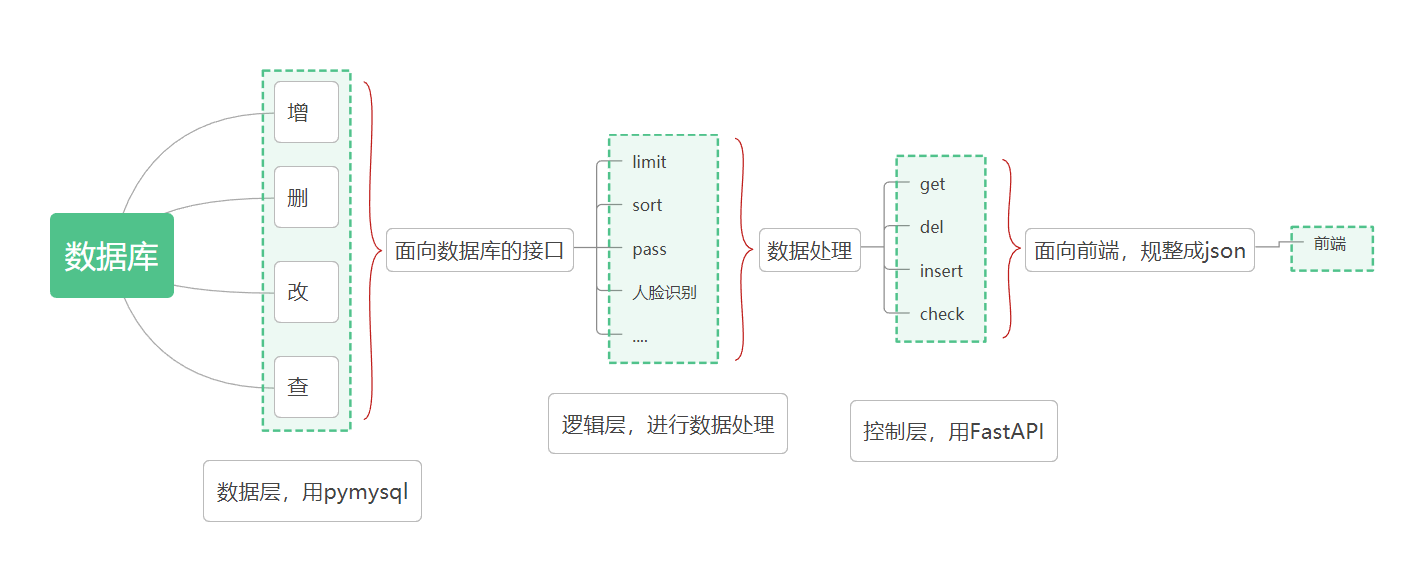 数据库
增
删
改
查
数据层，用pymysql
面向数据库的接口
limit
sort
pass
人脸识别
....
逻辑层，进行数据处理
数据处理
get
del
insert
check
控制层，用FastAPI
面向前端，规整成json
前端